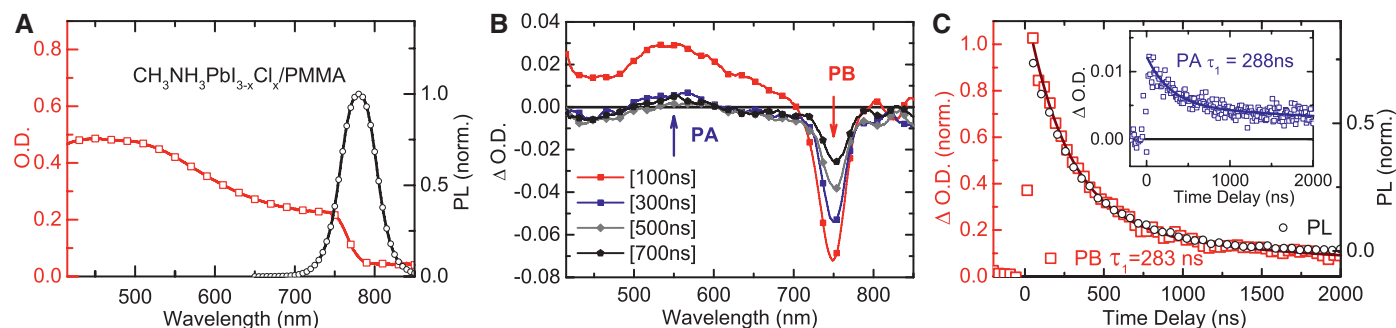 A
0.8
0.6
0.4
0.2
0.0
O.D.
CH3NH3PbI3-xClx/PMMA
1.0
0.5
0.0
PL (norm.)
500 600 700 800
Wavelength (nm)
B
0.04
0.02
0.00
-0.02
-0.04
-0.06
-0.08
Δ O.D.
PB
PA
[100ns]
[300ns]
[500ns]
[700ns]
500 600 700 800
Wavelength (nm)
C
1.0
0.8
0.6
0.4
0.2
0.0
Δ O.D. (norm.)
0.01
0.00
Δ O.D.
PA τ1 = 288ns
0 500 1000 1500 2000
Time Delay (ns)
PL
PB τ1=283 ns
0.5
0.0
PL (norm.)
0 500 1000 1500 2000
Time Delay (ns)